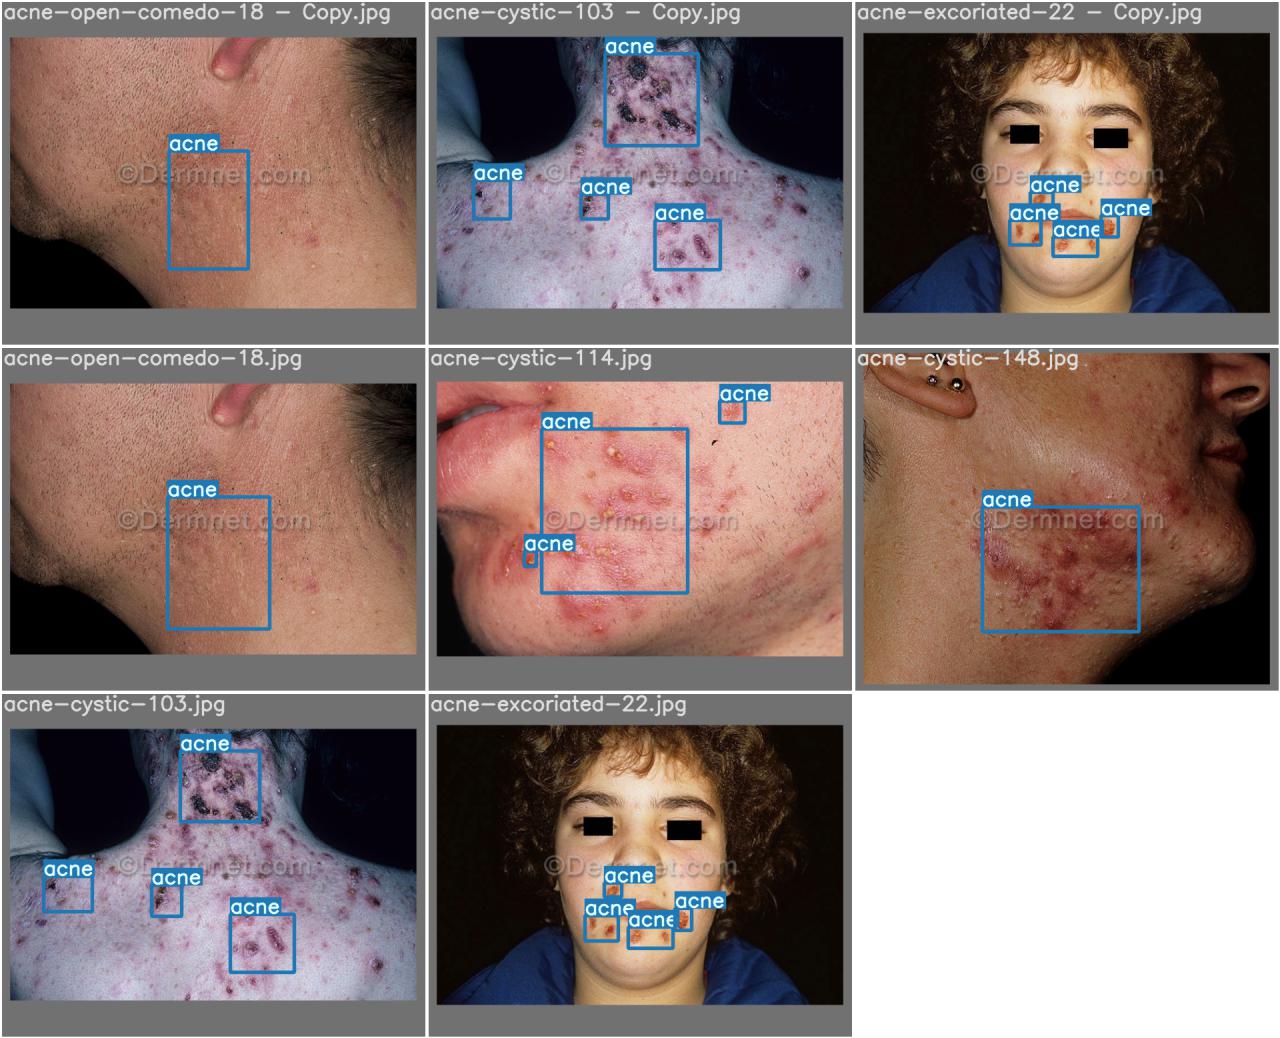 acne-open-comedo-18 - Copy.jpg
acne
©Dermnet.com
acne-cystic-103 - Copy.jpg
acne
acne
acne
acne
©Dermnet.com
acne-excoriated-22 - Copy.jpg
©Dermnet.com
acne
acne
acne
acne
acne-open-comedo-18.jpg
acne
©Dermnet.com
acne-cystic-114.jpg
acne
acne
©Dermnet.com
acne
acne-cystic-148.jpg
acne
©Dermnet.com
acne-cystic-103.jpg
acne
©Dermnet.com
acne
acne
acne
acne-excoriated-22.jpg
©Dermnet.com
acne
acne
acne
acne